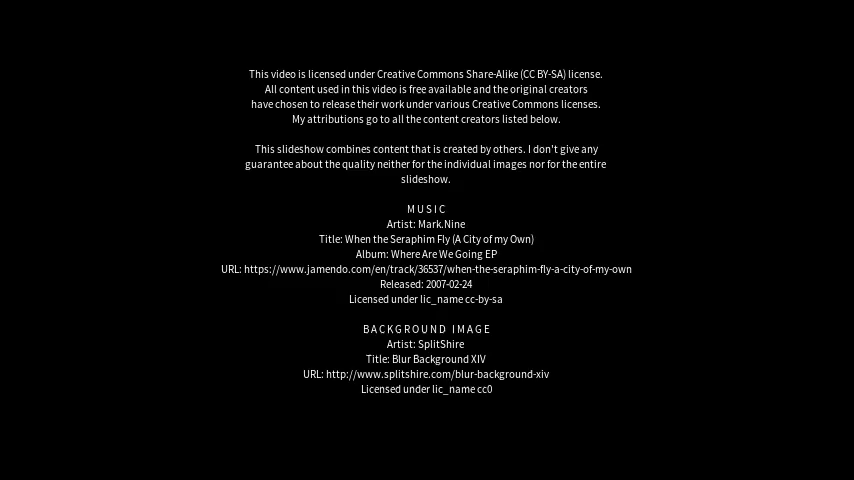 This video is licensed under Creative Commons Share-Alike (CC BY-SA) license.
All content used in this video is free available and the original creators
have chosen to release their work under various Creative Commons licenses.
My attributions go to all the content creators listed below.
This slideshow combines content that is created by others. I don't give any
guarantee about the quality neither for the individual images nor for the entire
slideshow.
MUSIC
Artist: Mark.Nine
Title: When the Seraphim Fly (A City of my Own)
Album: Where Are We Going EP
URL: https://www.jamendo.com/en/track/36537/when-the-seraphim-fly-a-city-of-my-own
Released: 2007-02-24
Licensed under lic_name cc-by-sa
BACKGROUND IMAGE
Artist: SplitShire
Title: Blur Background XIV
URL: http://www.splitshire.com/blur-background-xiv
Licensed under lic_name cc0